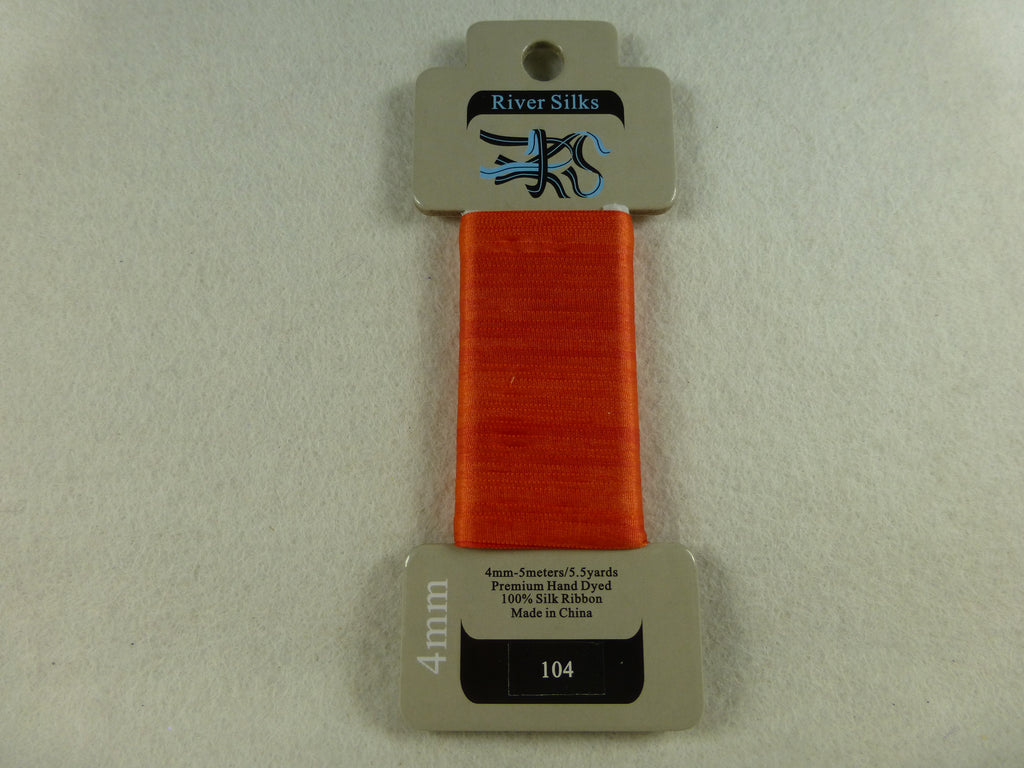 River Silks
4mm-5meters/5.5yards
Premium Hand Dyed
100% Silk Ribbon
Made in China
4mm
104